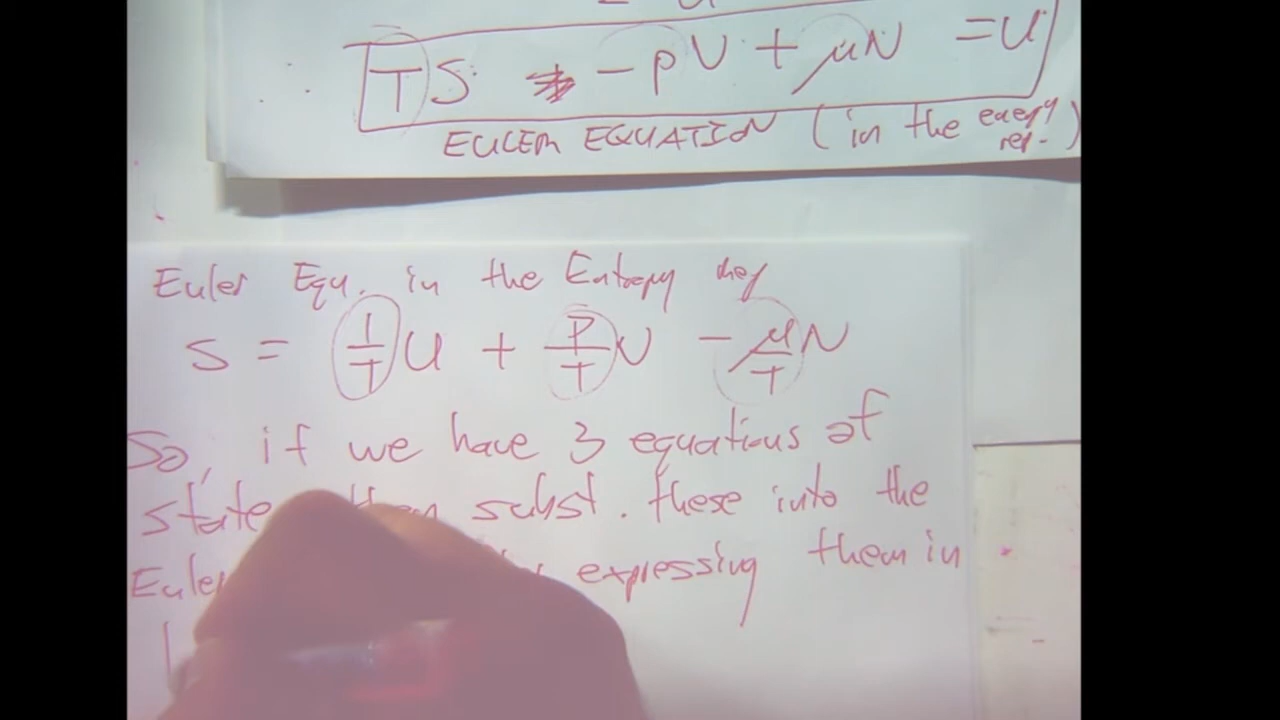 TS - pV + μN = U
EULER EQUATION (in the energy rep.)
Euler Equ. in the Entropy
S = 1/T U + P/T V - μ/T N
So, if we have 3 equations of
state subst. these into the
Euler expressing them in